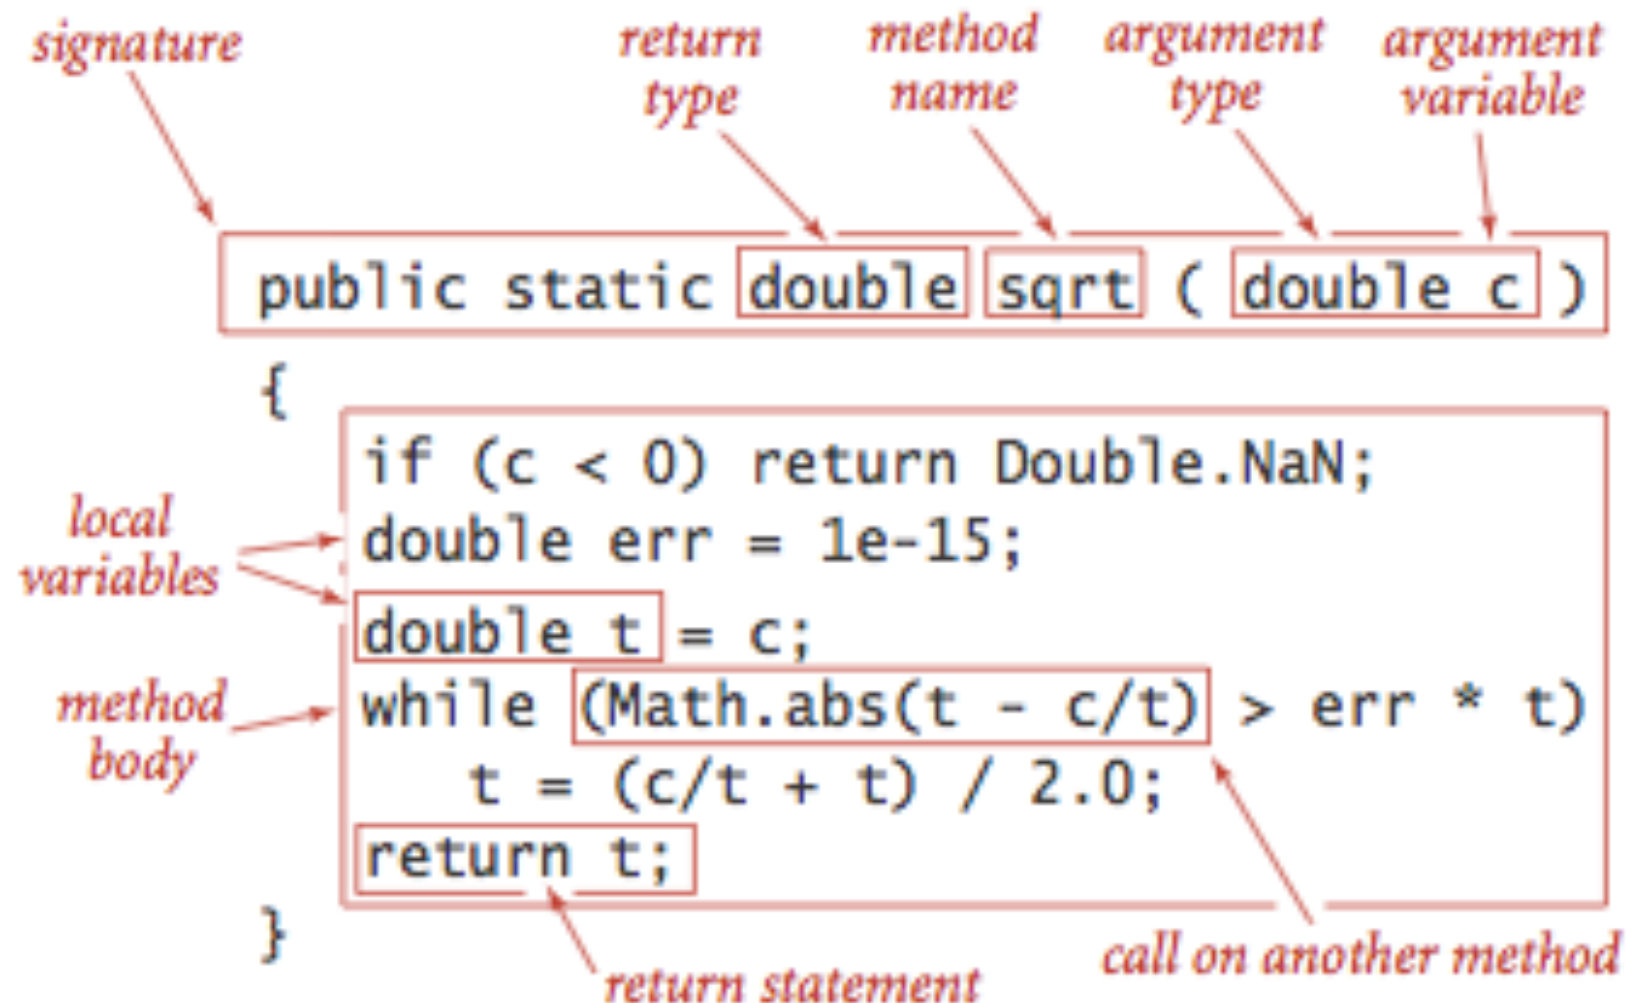 signature
return
type
method
name
argument
type
argument
variable
public static double sqrt ( double c )
{
if (c < 0) return Double.NaN;
double err = 1e-15;
local
variables
double t = c;
while (Math.abs(t - c/t) > err * t)
method
body
t = (c/t + t) / 2.0;
return t;
}
call on another method
return statement